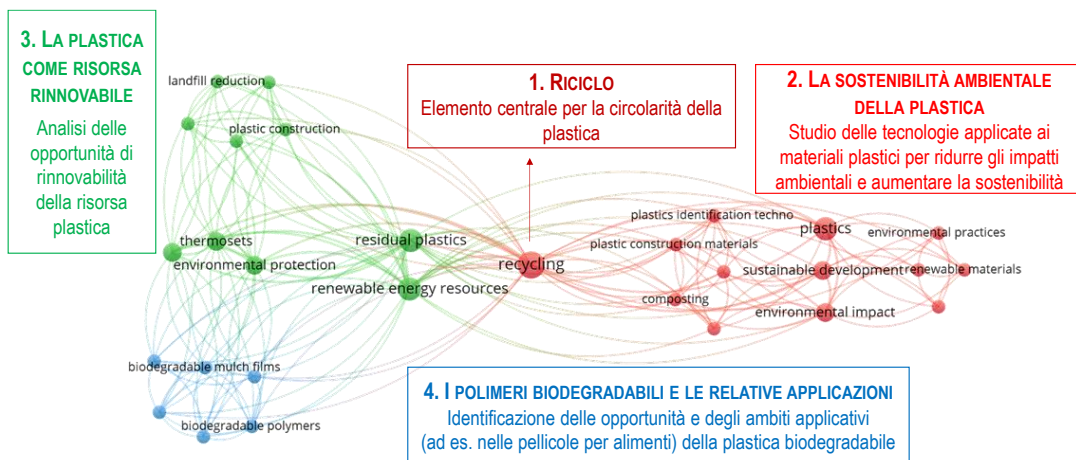 3. LA PLASTICA
COME RISORSA
RINNOVABILE
Analisi delle
opportunità di
rinnovabilità
della risorsa
plastica
1. RICICLO
Elemento centrale per la circolarità della
plastica
2. LA SOSTENIBILITÀ AMBIENTALE
DELLA PLASTICA
Studio delle tecnologie applicate ai
materiali plastici per ridurre gli impatti
ambientali e aumentare la sostenibilità
landfill reduction
plastic construction
thermosets
environmental protection
residual plastics
renewable energy resources
recycling
plastics identification techno
plastic construction materials
composting
plastics
sustainable development
environmental impact
environmental practices
renewable materials
biodegradable mulch films
biodegradable polymers
4. I POLIMERI BIODEGRADABILI E LE RELATIVE APPLICAZIONI
Identificazione delle opportunità e degli ambiti applicativi
(ad es. nelle pellicole per alimenti) della plastica biodegradabile